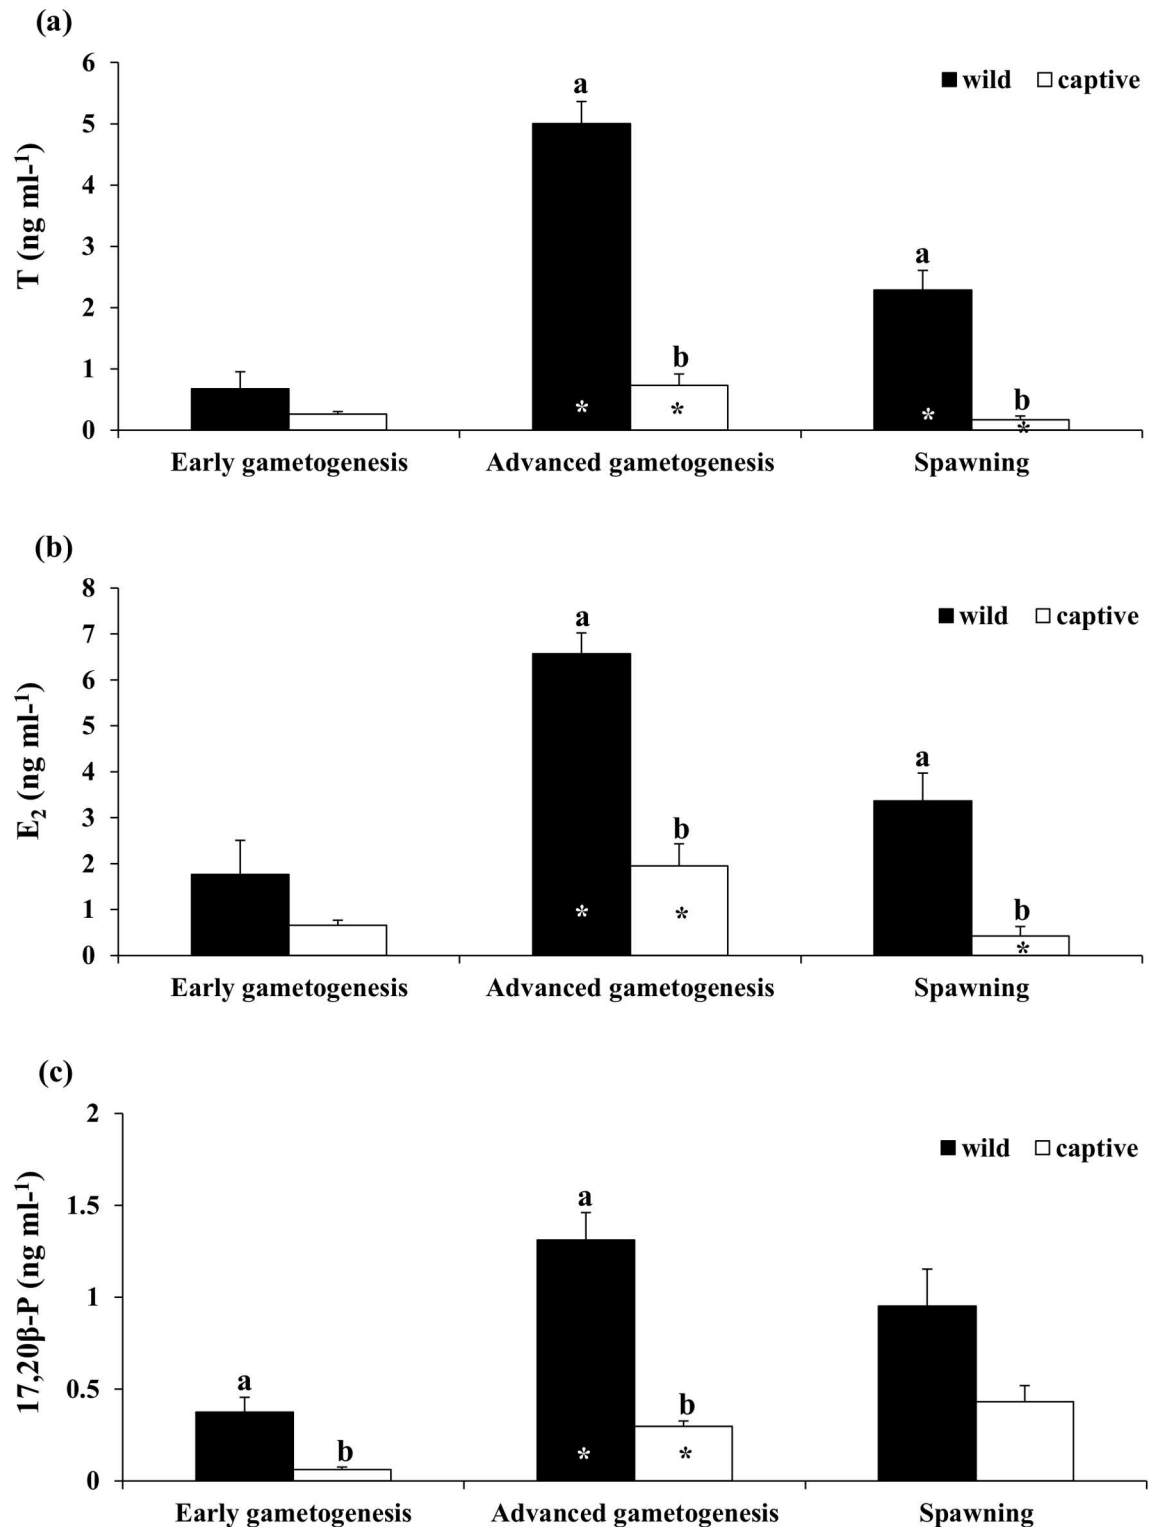 (a)
T (ng ml-¹)
6
5
4
3
2
1
0
wild captive
a
b
a
b
*
*
*
*
Early gametogenesis Advanced gametogenesis Spawning
(b)
E₂ (ng ml-¹)
8
7
6
5
4
3
2
1
0
wild captive
a
b
a
b
*
*
*
Early gametogenesis Advanced gametogenesis Spawning
(c)
17,20β-P (ng ml-¹)
2
1.5
1
0.5
0
wild captive
a
b
a
b
*
*
Early gametogenesis Advanced gametogenesis Spawning